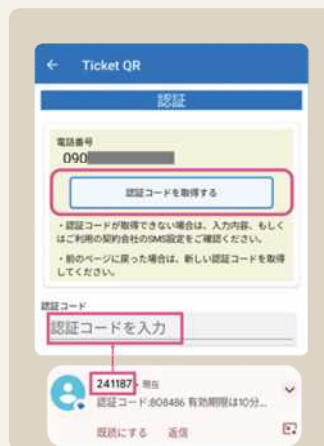 ← Ticket QR
認証
電話番号
090
認証コードを取得する
・認証コードが取得できない場合は、入力内容、もしく
はご利用の契約会社のSMS設定をご確認ください。
・前のページに戻った場合は、新しい認証コードを取得
してください。
認証コード
認証コードを入力
241187・現在
認証コード:808486 有効期限は10分...
既読にする 返信